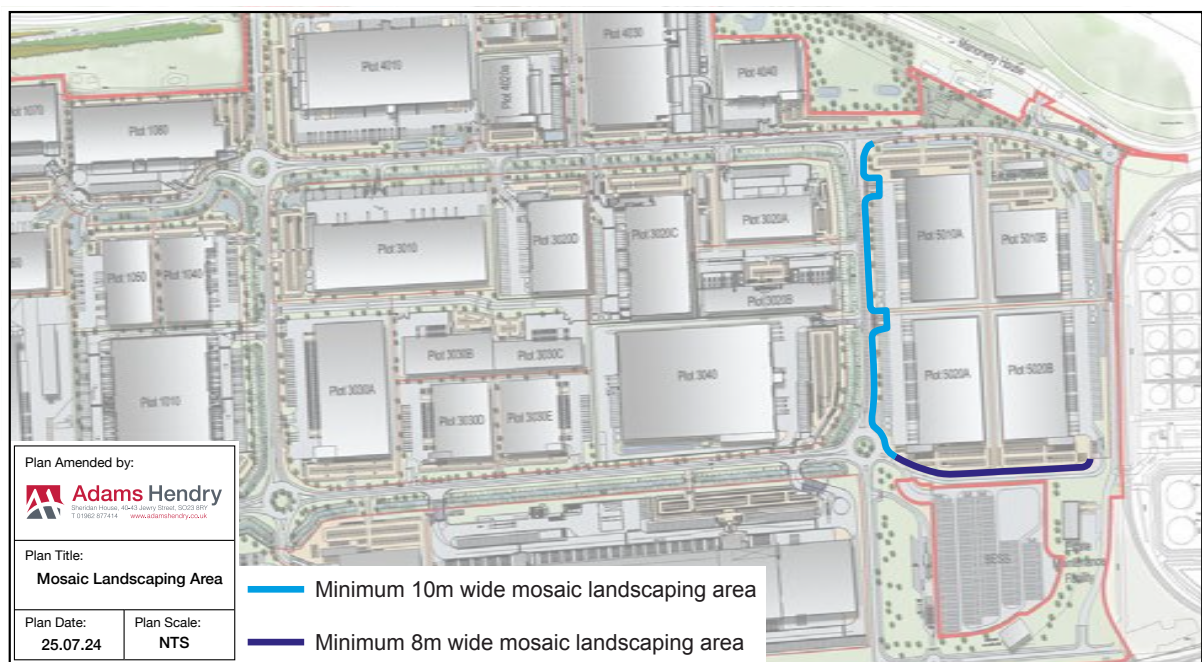 Plot 4030
Plot 4010
Plot 4040
Plot 4020a
Plot 1060
Plot 3020A
Plot 3020D
Plot 3020C
Plot 5010A
Plot 5010B
Plot 3010
Plot 1050
Plot 1040
Plot 3020B
Plot 3030B
Plot 3030C
Plot 3030A
Plot 3040
Plot 5020A
Plot 5020B
Plot 1010
Plot 3030D
Plot 3030E
BESS
Plan Amended by:
Adams Hendry
Sheridan House, 40-43 Jewry Street, SO23 8RY
T 01962 877414 www.adamshendry.co.uk
Plan Title:
Mosaic Landscaping Area
Plan Date:
25.07.24
Plan Scale:
NTS
Minimum 10m wide mosaic landscaping area
Minimum 8m wide mosaic landscaping area